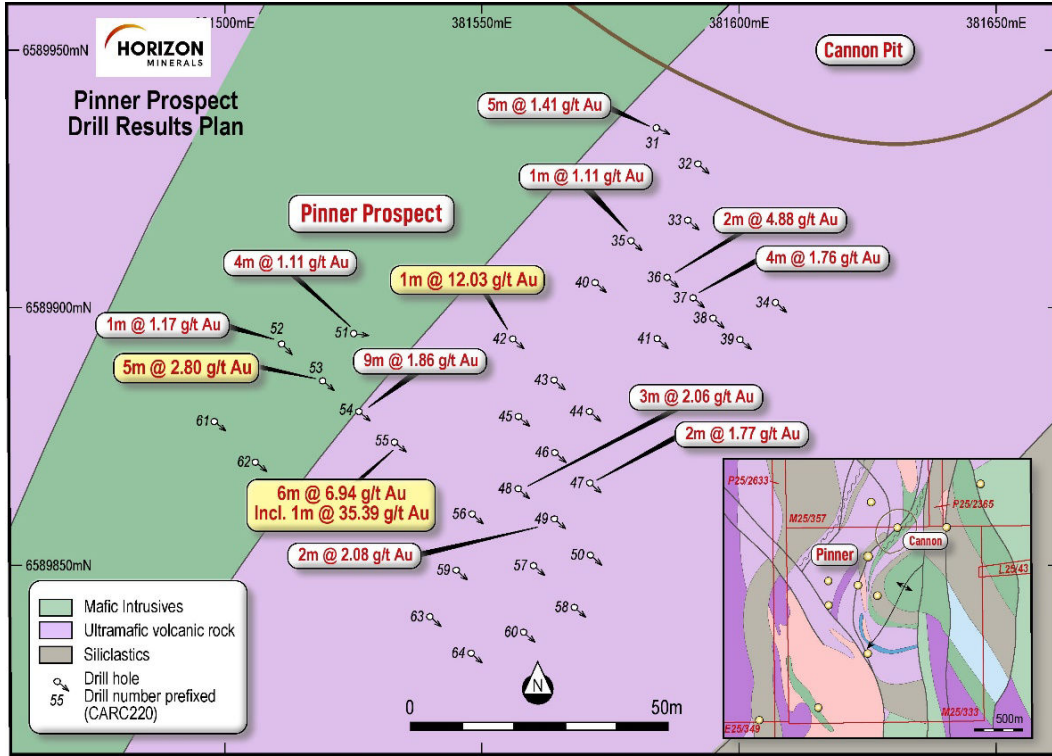 381500mE
381550mE
381600mE
381650mE
6589950mN
HORIZON
MINERALS
Pinner Prospect
Drill Results Plan
Cannon Pit
5m @ 1.41 g/t Au
31
32
1m @ 1.11 g/t Au
Pinner Prospect
33
2m @ 4.88 g/t Au
35
4m @ 1.11 g/t Au
4m @ 1.76 g/t Au
1m @ 12.03 g/t Au
36
40
37
34
6589900mN
38
1m @ 1.17 g/t Au
52
51
42
41
39
9m @ 1.86 g/t Au
5m @ 2.80 g/t Au
53
43
3m @ 2.06 g/t Au
54
45
44
61
2m @ 1.77 g/t Au
55
46
62
48
47
6m @ 6.94 g/t Au
Incl. 1m @ 35.39 g/t Au
56
49
2m @ 2.08 g/t Au
50
6589850mN
59
57
58
63
60
64
Mafic Intrusives
Ultramafic volcanic rock
Siliclastics
Drill hole
55
Drill number prefixed
(CARC220)
N
0
50m
P25/2633
P25/2365
M25/357
Pinner
Cannon
L25/43
M25/333
E25/349
500m